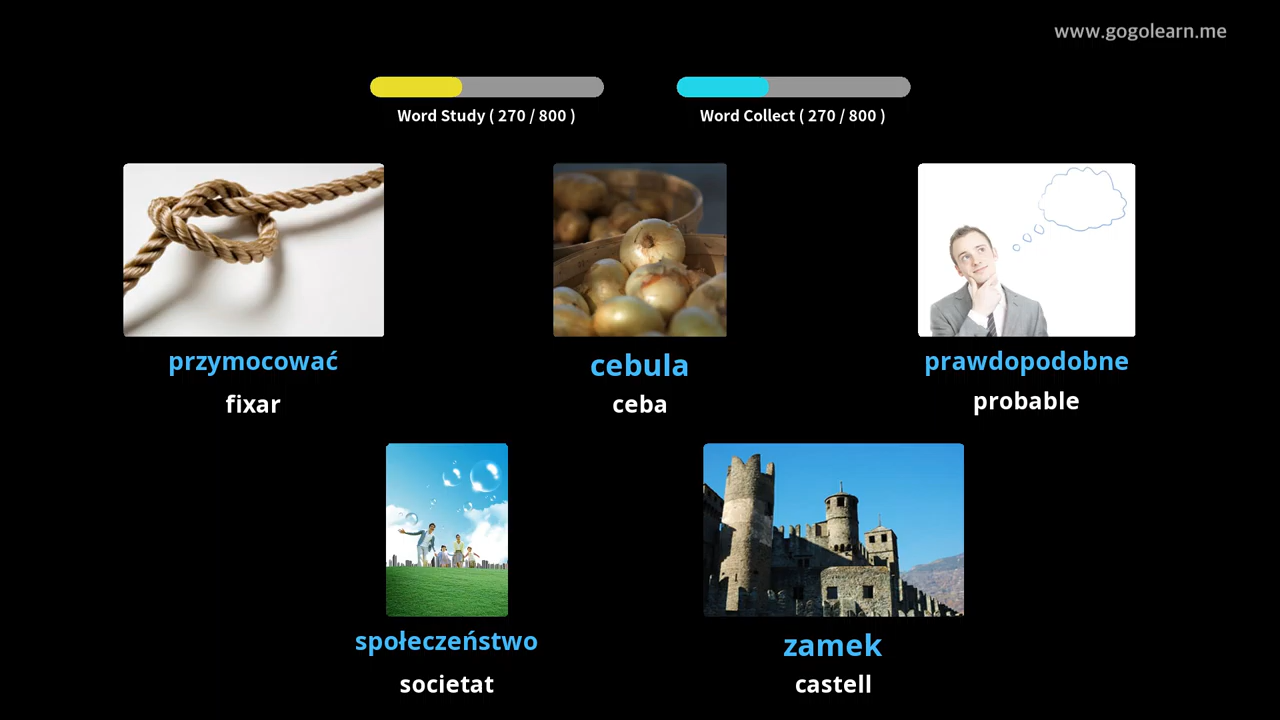 www.gogolearn.me
Word Study ( 270 / 800 )
Word Collect ( 270 / 800 )
przymocować
fixar
cebula
ceba
prawdopodobne
probable
społeczeństwo
societat
zamek
castell